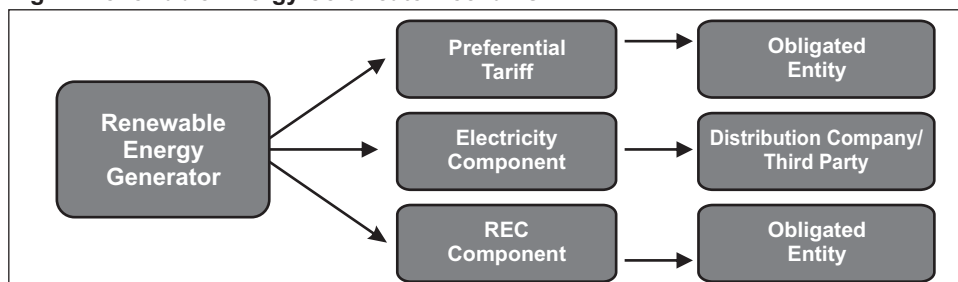 Preferential
Tariff
Obligated
Entity
Renewable
Energy
Generator
Electricity
Component
Distribution Company/
Third Party
REC
Component
Obligated
Entity